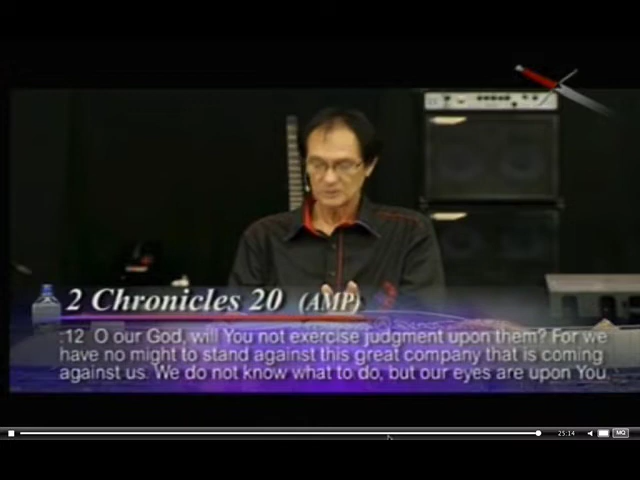 2 Chronicles 20 (AMP)
:12 O our God, will You not exercise judgment upon them? For we
have no might to stand against this great company that is coming
against us. We do not know what to do, but our eyes are upon You.
25:14
MQ